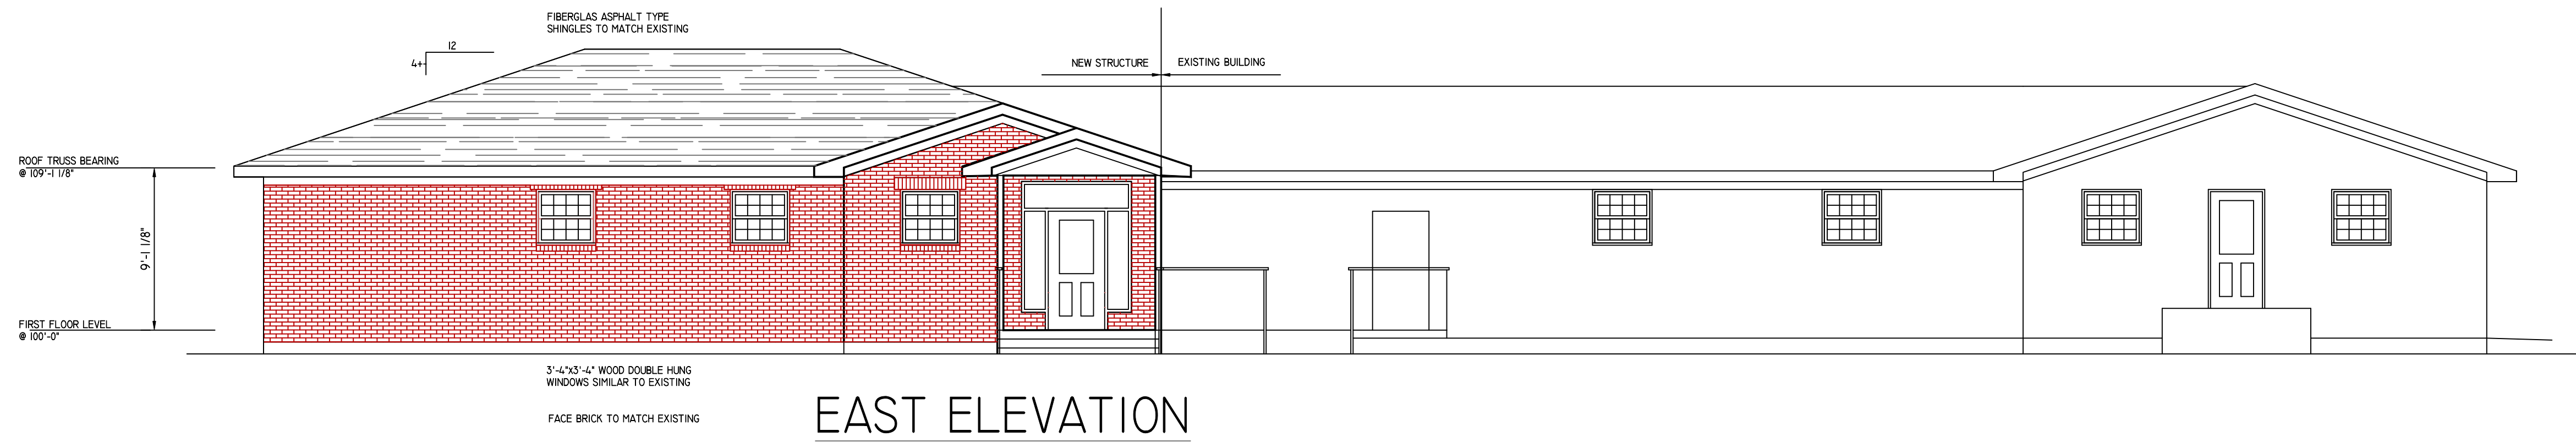 FIBERGLAS ASPHALT TYPE
SHINGLES TO MATCH EXISTING
12
4+
NEW STRUCTURE
EXISTING BUILDING
ROOF TRUSS BEARING
@ 109'-1 1/8"
9'-1 1/8"
FIRST FLOOR LEVEL
@ 100'-0"
3'-4"x3'-4" WOOD DOUBLE HUNG
WINDOWS SIMILAR TO EXISTING
FACE BRICK TO MATCH EXISTING
EAST ELEVATION